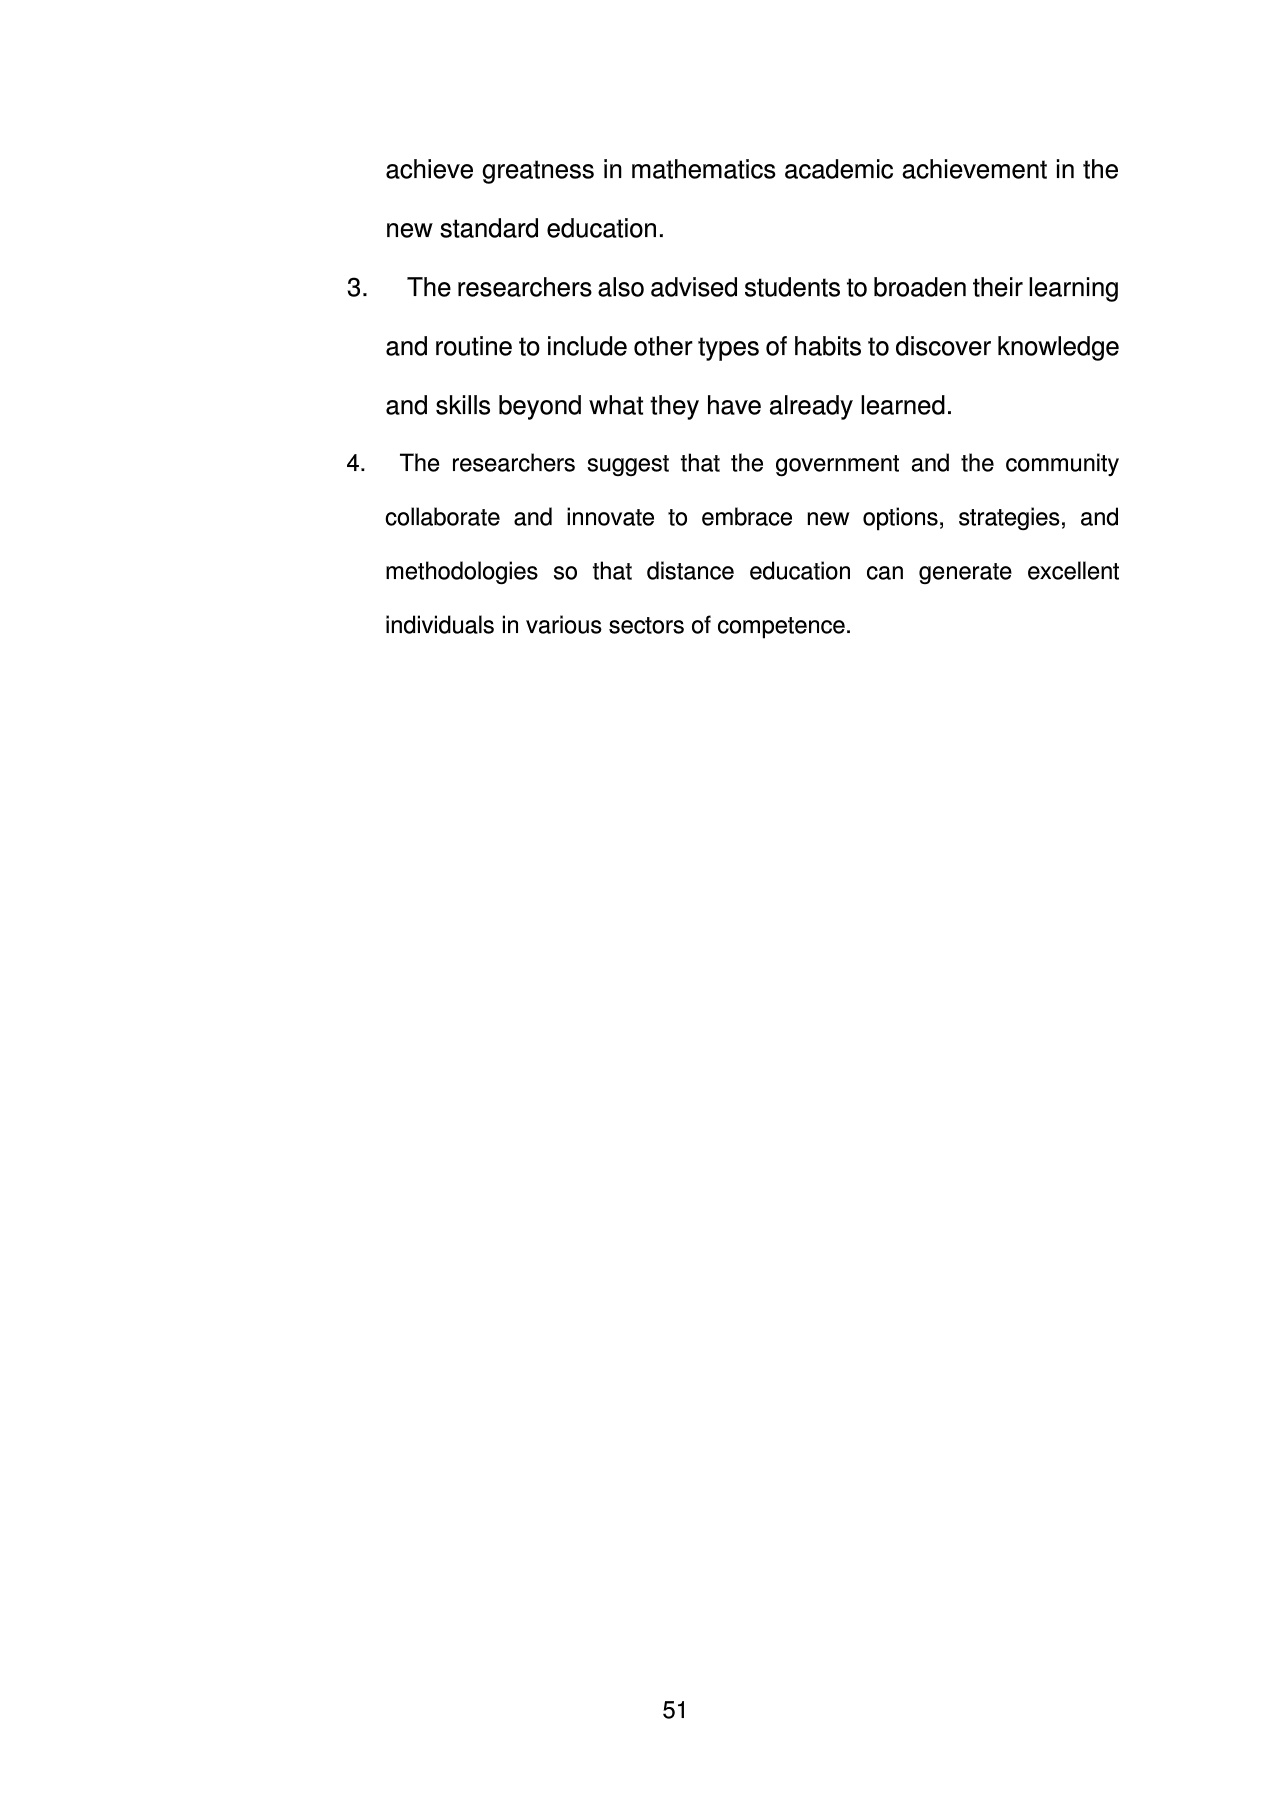 achieve greatness in mathematics academic achievement in the
new standard education.
3. The researchers also advised students to broaden their learning
and routine to include other types of habits to discover knowledge
and skills beyond what they have already learned.
4. The researchers suggest that the government and the community
collaborate and innovate to embrace new options, strategies, and
methodologies so that distance education can generate excellent
individuals in various sectors of competence.
51